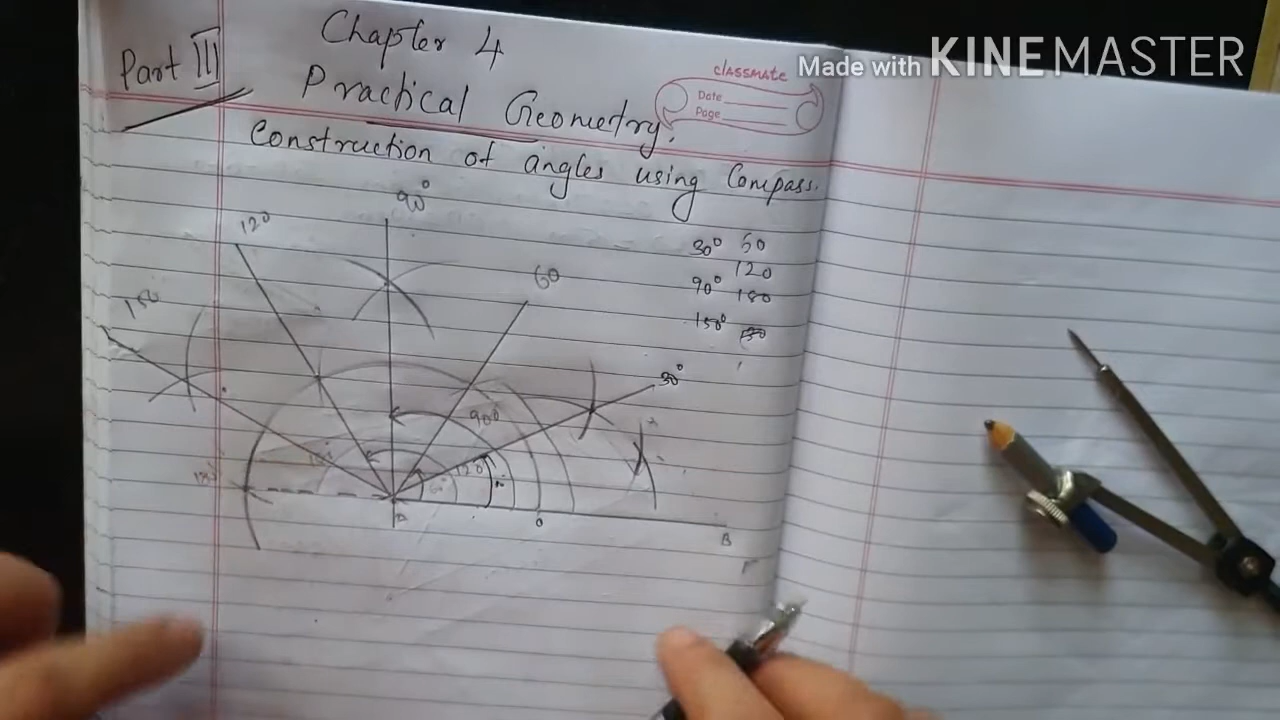 Made with KINEMASTER
Chapter 4
Part III
Practical Geometry.
classmate
Date
Page
Construction of angles using Compass.
90°
120
60
150
30° 60
120
90° 180
150°
30°
90°
120
180
A
O
B